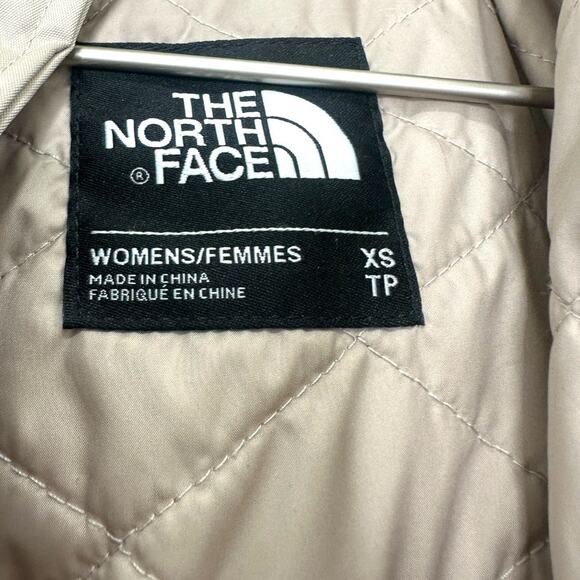 THE
NORTH
® FACE
WOMENS/FEMMES XS
MADE IN CHINA TP
FABRIQUÉ EN CHINE